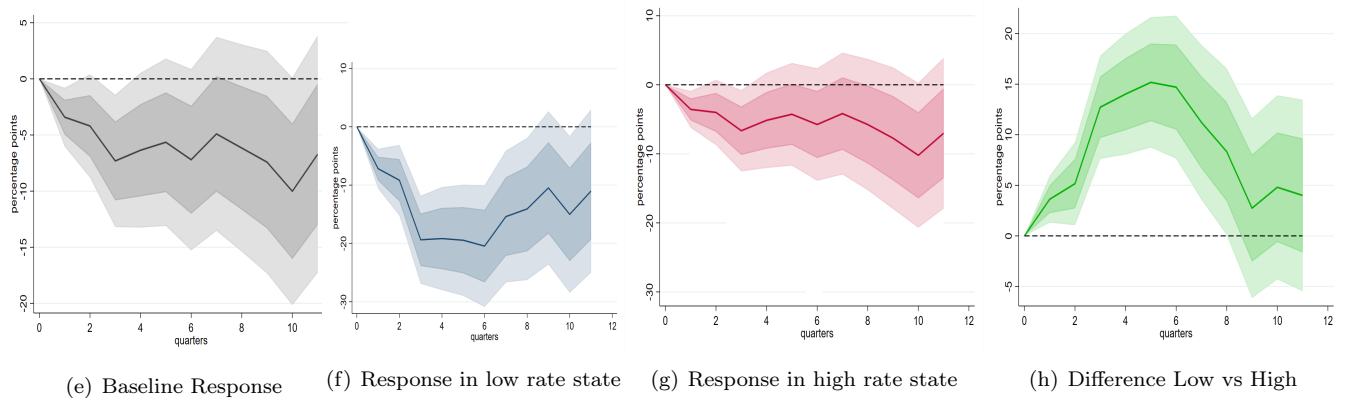 percentage points
5
0
-5
-10
-15
-20
0 2 4 6 8 10
quarters
(e) Baseline Response
percentage points
10
0
-10
-20
-30
0 2 4 6 8 10 12
quarters
(f) Response in low rate state
percentage points
10
0
-10
-20
-30
0 2 4 6 8 10 12
quarters
(g) Response in high rate state
percentage points
20
15
10
5
0
-5
0 2 4 6 8 10 12
quarters
(h) Difference Low vs High